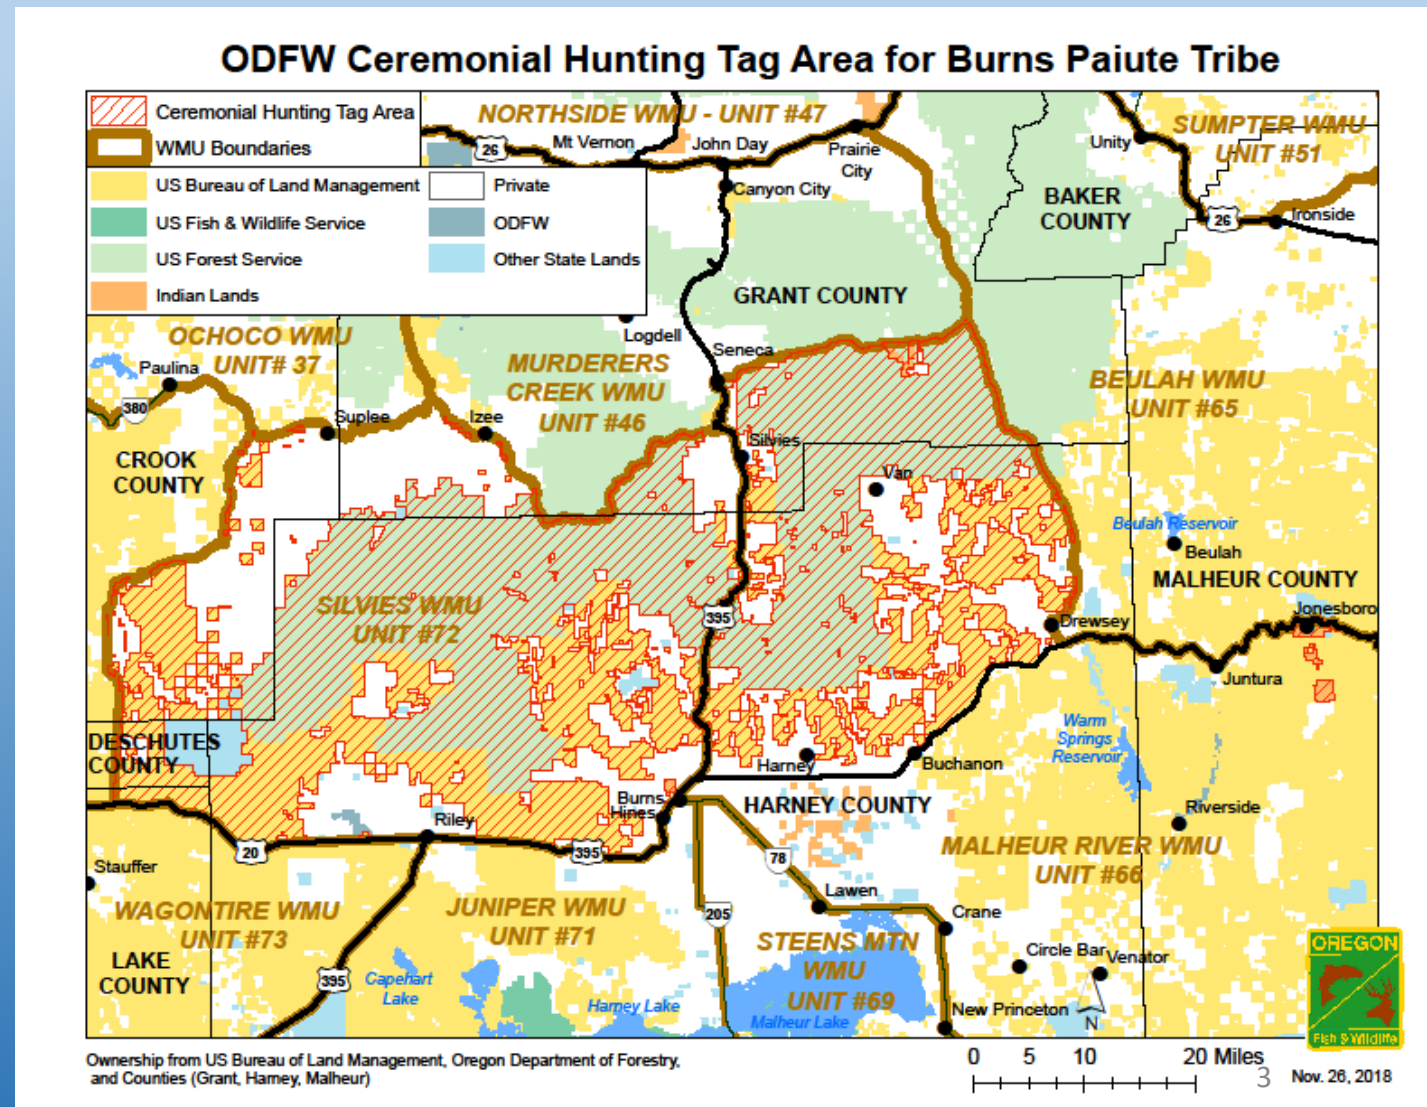 ODFW Ceremonial Hunting Tag Area for Burns Paiute Tribe
Ceremonial Hunting Tag Area
WMU Boundaries
US Bureau of Land Management
US Fish & Wildlife Service
US Forest Service
Indian Lands
Private
ODFW
Other State Lands
NORTHSIDE WMU - UNIT #47
26
Mt Vernon
John Day
Prairie
City
Canyon City
Unity
SUMPTER WMU
UNIT #51
BAKER
COUNTY
26
Ironside
GRANT COUNTY
OCHOCO WMU
UNIT# 37
Paulina
380
Suplee
Logdell
Seneca
MURDERERS
CREEK WMU
UNIT #46
Izee
BEULAH WMU
UNIT #65
CROOK
COUNTY
Silvies
Van
Beulah Reservoir
Beulah
MALHEUR COUNTY
Jonesboro
SILVIES WMU
UNIT #72
395
Drewsey
Juntura
DESCHUTES
COUNTY
Warm
Springs
Reservoir
Harney
Buchanon
Burns
Hines
HARNEY COUNTY
Riverside
Riley
20
395
78
MALHEUR RIVER WMU
UNIT #66
Stauffer
Lawen
WAGONTIRE WMU
UNIT #73
JUNIPER WMU
UNIT #71
205
Crane
STEENS MTN
WMU
UNIT #69
LAKE
COUNTY
395
Capehart
Lake
Harney Lake
Malheur Lake
Circle Bar
Venator
New Princeton
N
OREGON
Fish & Wildlife
Ownership from US Bureau of Land Management, Oregon Department of Forestry,
and Counties (Grant, Harney, Malheur)
0 5 10 20 Miles
3
Nov. 26, 2018